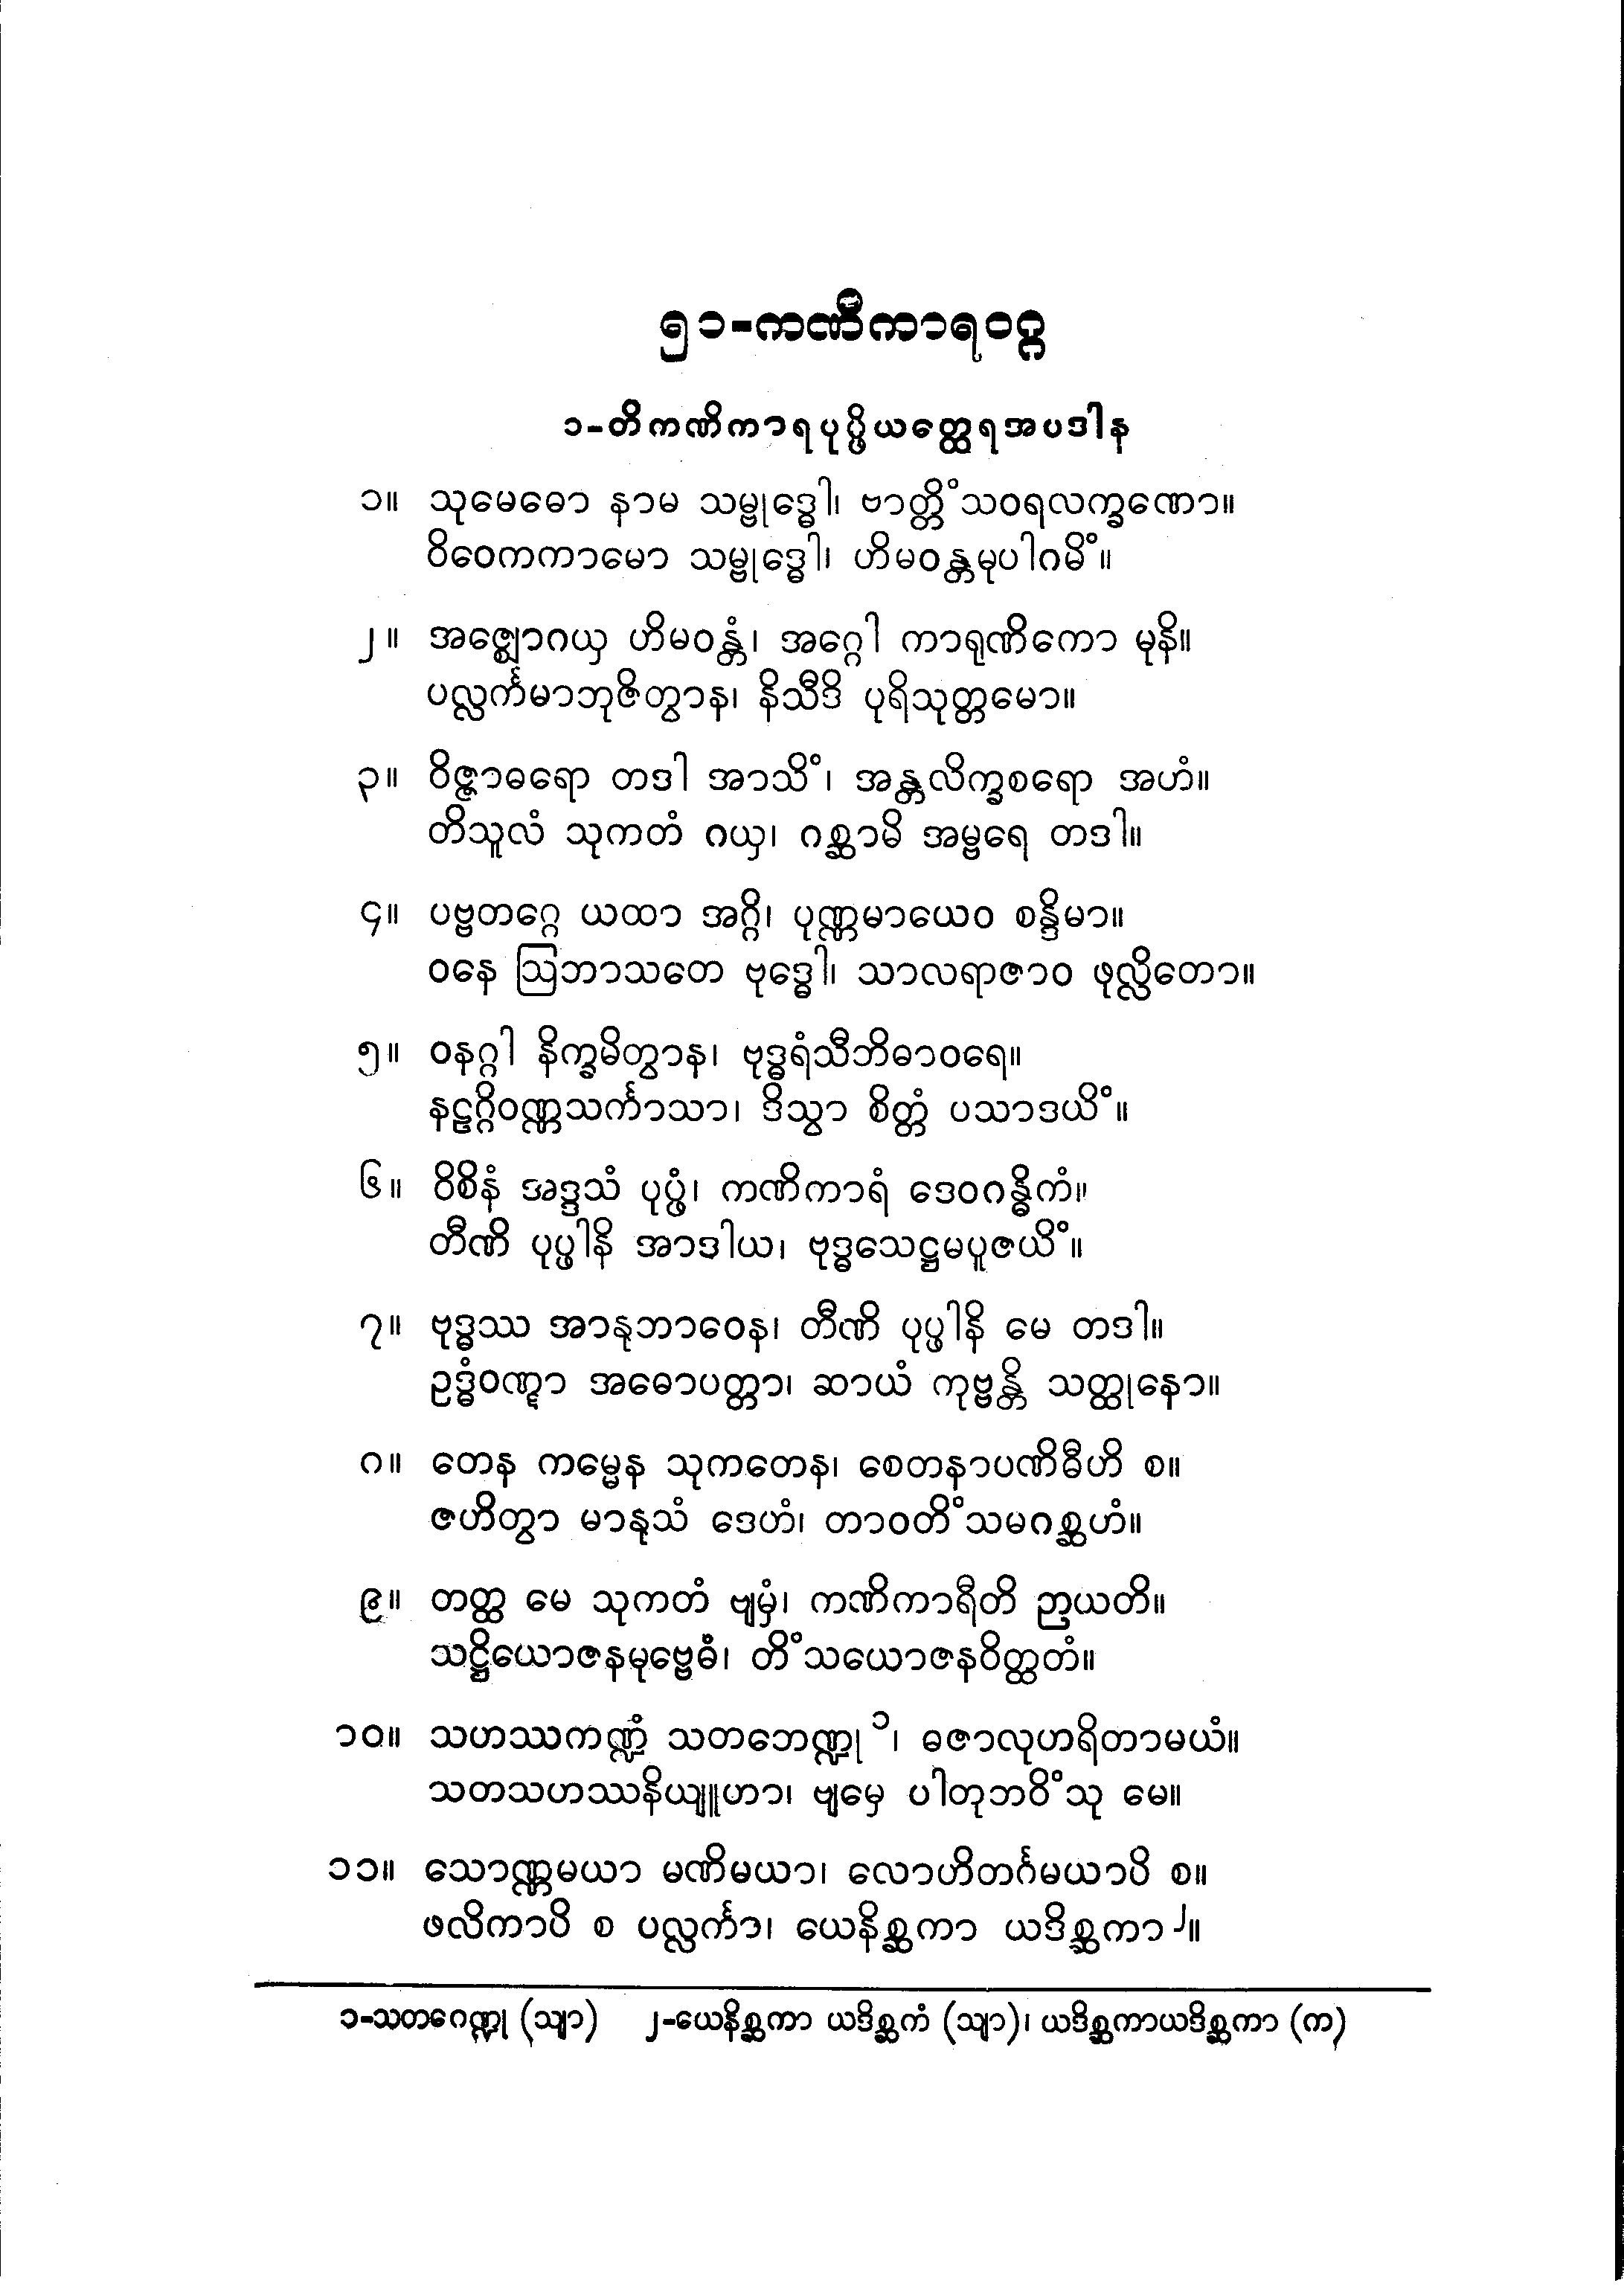 ၅၁-ကဏိကာရဝဂ္ဂ
၁-တိကဏိကာရပုပ္ဖိယတ္ထေရအပဒါန
၁။ သုမေဓော နာမ သမ္ဗုဒ္ဓေါ၊ ဗာတ္တိံသဝရလက္ခဏော။
ဝိဝေကကာမော သမ္ဗုဒ္ဓေါ၊ ဟိမဝန္တမုပါဂမိံ။
၂။ အဇ္ဈောဂယှ ဟိမဝန္တံ၊ အဂ္ဂေါ ကာရုဏိကော မုနိ။
ပလ္လင်္ကမာဘုဇိတွာန၊ နိသီဒိ ပုရိသုတ္တမော။
၃။ ဝိဇ္ဇာဓရော တဒါ အာသိံ၊ အန္တလိက္ခစရော အဟံ။
တိသူလံ သုကတံ ဂယှ၊ ဂစ္ဆာမိ အမ္ဗရေ တဒါ။
၄။ ပဗ္ဗတဂ္ဂေ ယထာ အဂ္ဂိ၊ ပုဏ္ဏမာယေဝ စန္ဒိမာ။
ဝနေ ဩဘာသတေ ဗုဒ္ဓေါ၊ သာလရာဇာဝ ဖုလ္လိတော။
၅။ ဝနဂ္ဂါ နိက္ခမိတွာန၊ ဗုဒ္ဓရံသီဘိဓာဝရေ။
နဠဂ္ဂိဝဏ္ဏသင်္ကာသာ၊ ဒိသွာ စိတ္တံ ပသာဒယိံ။
၆။ ဝိစိနံ အဒ္ဒသံ ပုပ္ဖံ၊ ကဏိကာရံ ဒေဝဂန္ဓိကံ။
တီဏိ ပုပ္ဖါနိ အာဒါယ၊ ဗုဒ္ဓသေဋ္ဌမပူဇယိံ။
၇။ ဗုဒ္ဓဿ အာနုဘာဝေန၊ တီဏိ ပုပ္ဖါနိ မေ တဒါ။
ဥဒ္ဓံဝဏ္ဋာ အဓောပတ္တာ၊ ဆာယံ ကုဗ္ဗန္တိ သတ္ထုနော။
၈။ တေန ကမ္မေန သုကတေန၊ စေတနာပဏိဓီဟိ စ။
ဇဟိတွာ မာနုသံ ဒေဟံ၊ တာဝတိံသမဂစ္ဆဟံ။
၉။ တတ္ထ မေ သုကတံ ဗျမှံ၊ ကဏိကာရီတိ ဉာယတိ။
သဋ္ဌိယောဇနမုဗ္ဗေဓံ၊ တိံသယောဇနဝိတ္ထတံ။
၁၀။ သဟဿကဏ္ဍံ သတဘေဏ္ဍု၁၊ ဓဇာလုဟရိတာမယံ။
သတသဟဿနိယျူဟာ၊ ဗျမှေ ပါတုဘဝိံသု မေ။
၁၁။ သောဏ္ဏမယာ မဏိမယာ၊ လောဟိတင်္ဂမယာပိ စ။
ဖလိကာပိ စ ပလ္လင်္ကာ၊ ယေနိစ္ဆကာ ယဒိစ္ဆကာ၂။
၁-သတဂေဏ္ဍု (သျာ) ၂-ယေနိစ္ဆကာ ယဒိစ္ဆကံ (သျာ)၊ ယဒိစ္ဆကာယဒိစ္ဆကာ (က)